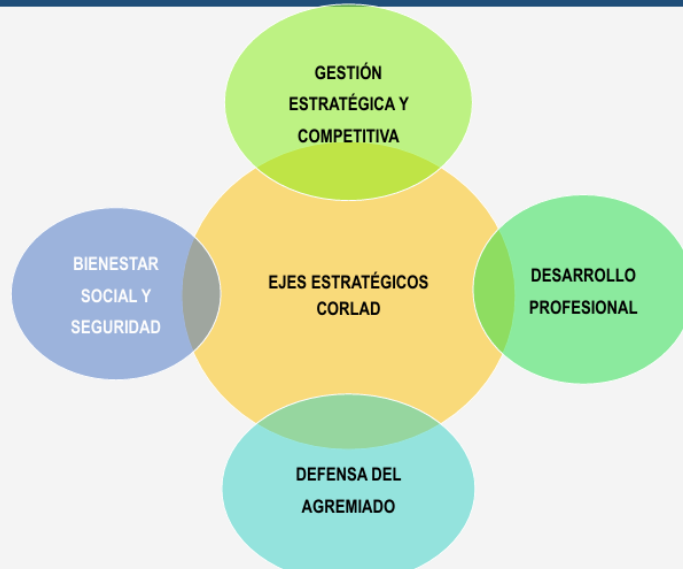 GESTIÓN
ESTRATÉGICA Y
COMPETITIVA
BIENESTAR
SOCIAL Y
SEGURIDAD
EJES ESTRATÉGICOS
CORLAD
DESARROLLO
PROFESIONAL
DEFENSA DEL
AGREMIADO